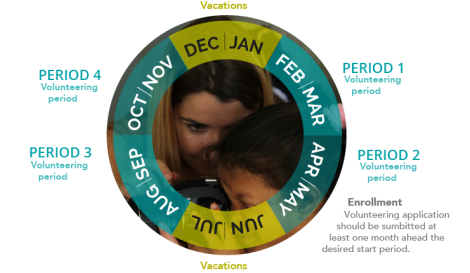 Vacations
DEC | JAN
FEB | MAR
APR | MAY
JUN | JUL
AUG | SEP
OCT | NOV
PERIOD 1
Volunteering
period
PERIOD 2
Volunteering
period
PERIOD 3
Volunteering
period
PERIOD 4
Volunteering
period
Enrollment
Volunteering application
should be sumbitted at
least one month ahead the
desired start period.
Vacations